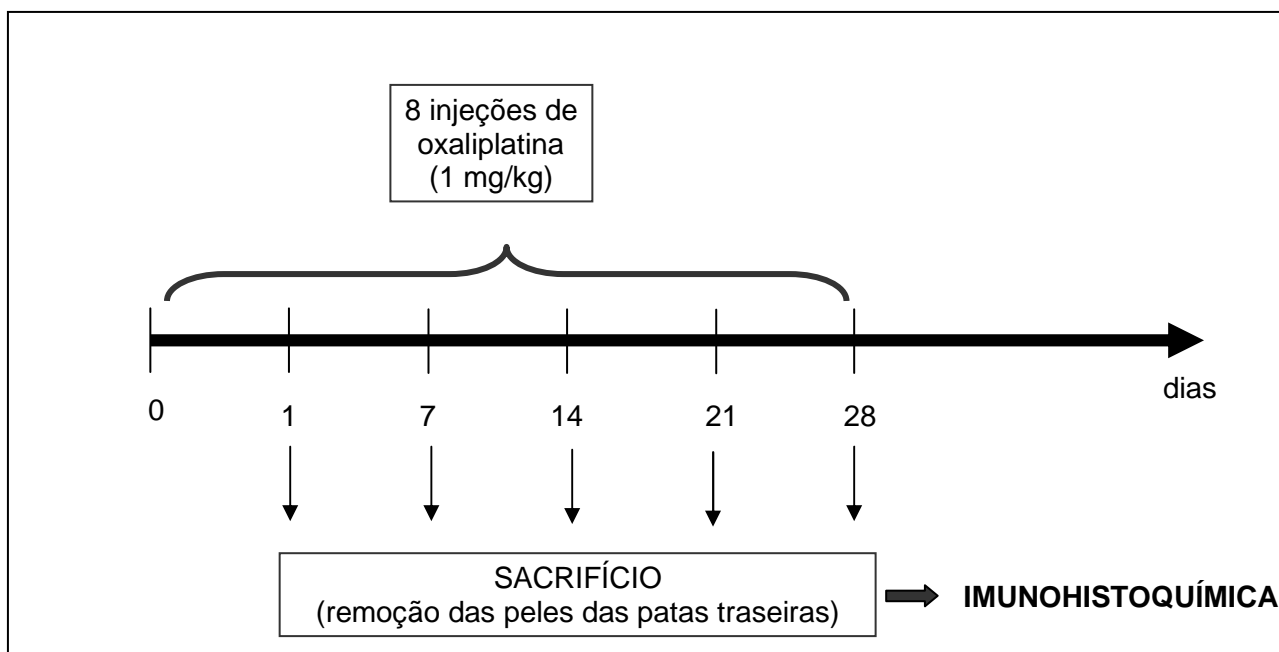 8 injeções de
oxaliplatina
(1 mg/kg)
dias
0 1 7 14 21 28
SACRIFÍCIO
(remoção das peles das patas traseiras)
IMUNOHISTOQUÍMICA